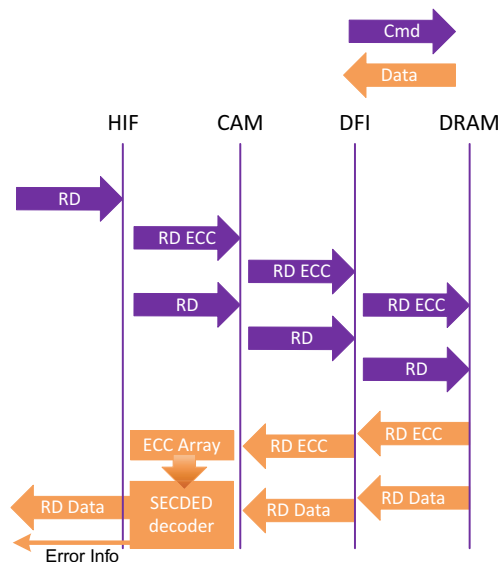 Cmd
Data
HIF CAM DFI DRAM
RD
RD ECC
RD ECC
RD RD ECC
RD
RD
RD ECC
ECC Array RD ECC
RD Data
RD Data SECDED RD Data
decoder
Error Info